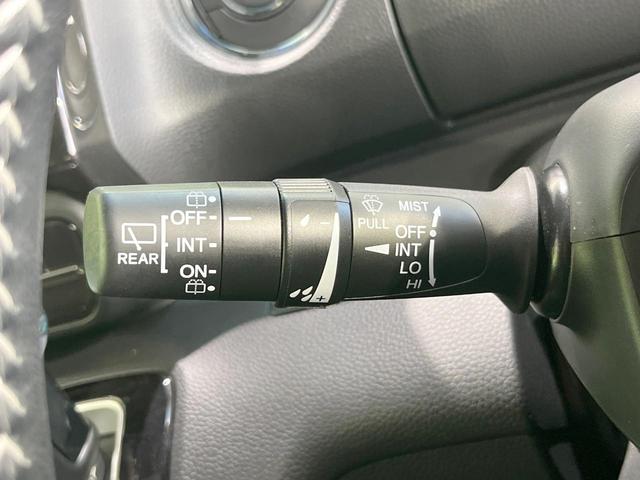 REAR
OFF
INT
ON
- 
+
PULL
MIST
OFF
INT
LO
HI